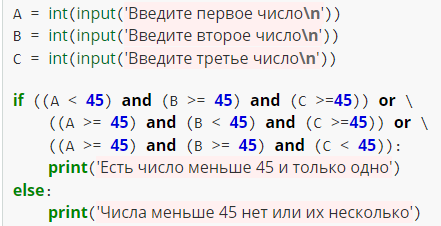 A = int(input('Введите первое число\n'))
B = int(input('Введите второе число\n'))
C = int(input('Введите третье число\n'))
if ((A < 45) and (B >= 45) and (C >=45)) or \
((A >= 45) and (B < 45) and (C >=45)) or \
((A >= 45) and (B >= 45) and (C < 45)):
print('Есть число меньше 45 и только одно')
else:
print('Числа меньше 45 нет или их несколько')